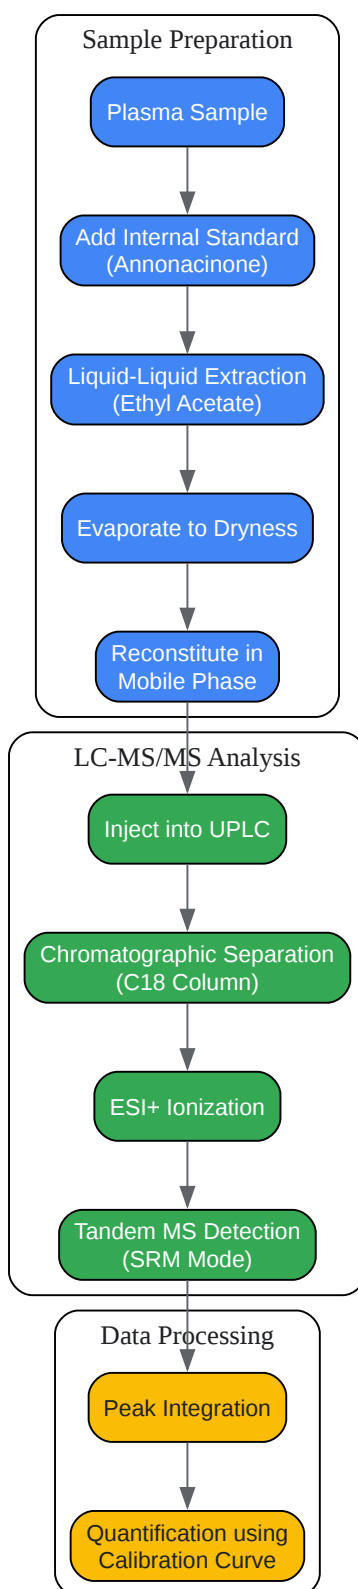 Sample Preparation
Plasma Sample
Add Internal Standard
(Annonacinone)
Liquid-Liquid Extraction
(Ethyl Acetate)
Evaporate to Dryness
Reconstitute in
Mobile Phase
LC-MS/MS Analysis
Inject into UPLC
Chromatographic Separation
(C18 Column)
ESI+ Ionization
Tandem MS Detection
(SRM Mode)
Data Processing
Peak Integration
Quantification using
Calibration Curve